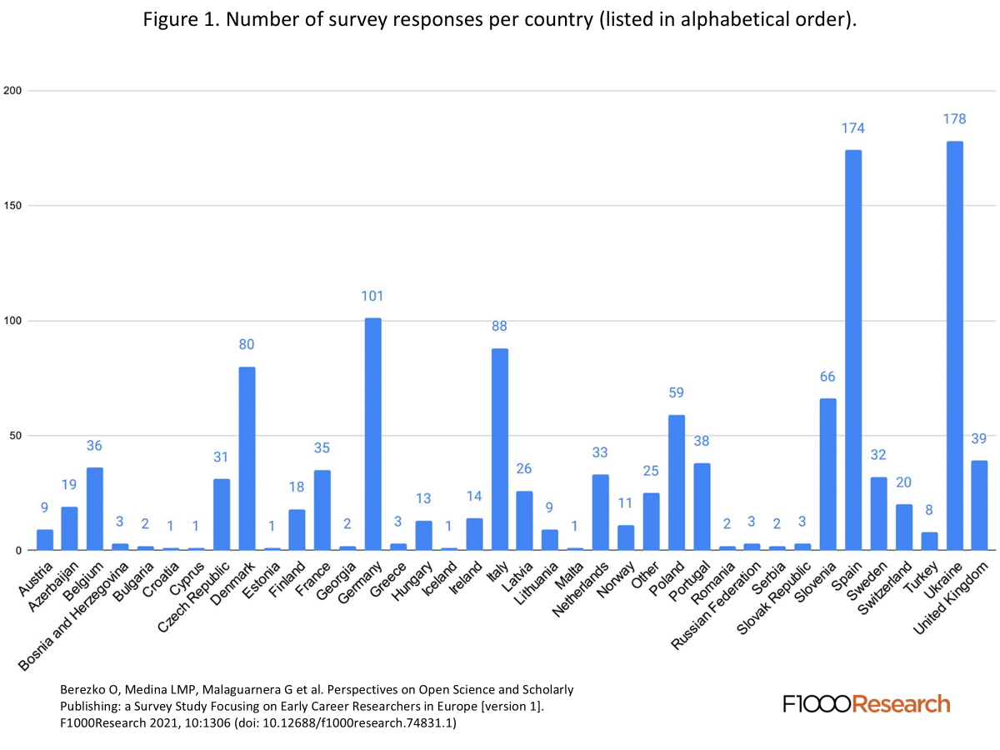 Figure 1. Number of survey responses per country (listed in alphabetical order).
200
150
100
50
0
9
19
36
3
2
1
1
31
80
1
18
35
2
101
3
13
1
14
88
26
9
1
33
11
25
59
38
2
3
2
3
66
174
32
20
8
178
39
Austria
Azerbaijan
Belgium
Bosnia and Herzegovina
Bulgaria
Croatia
Cyprus
Czech Republic
Denmark
Estonia
Finland
France
Georgia
Germany
Greece
Hungary
Iceland
Ireland
Italy
Latvia
Lithuania
Malta
Netherlands
Norway
Other
Poland
Portugal
Romania
Russian Federation
Serbia
Slovak Republic
Slovenia
Spain
Sweden
Switzerland
Turkey
Ukraine
United Kingdom
Berezko O, Medina LMP, Malaguarnera G et al. Perspectives on Open Science and Scholarly
Publishing: a Survey Study Focusing on Early Career Researchers in Europe [version 1].
F1000Research 2021, 10:1306 (doi: 10.12688/f1000research.74831.1)
F1000Research